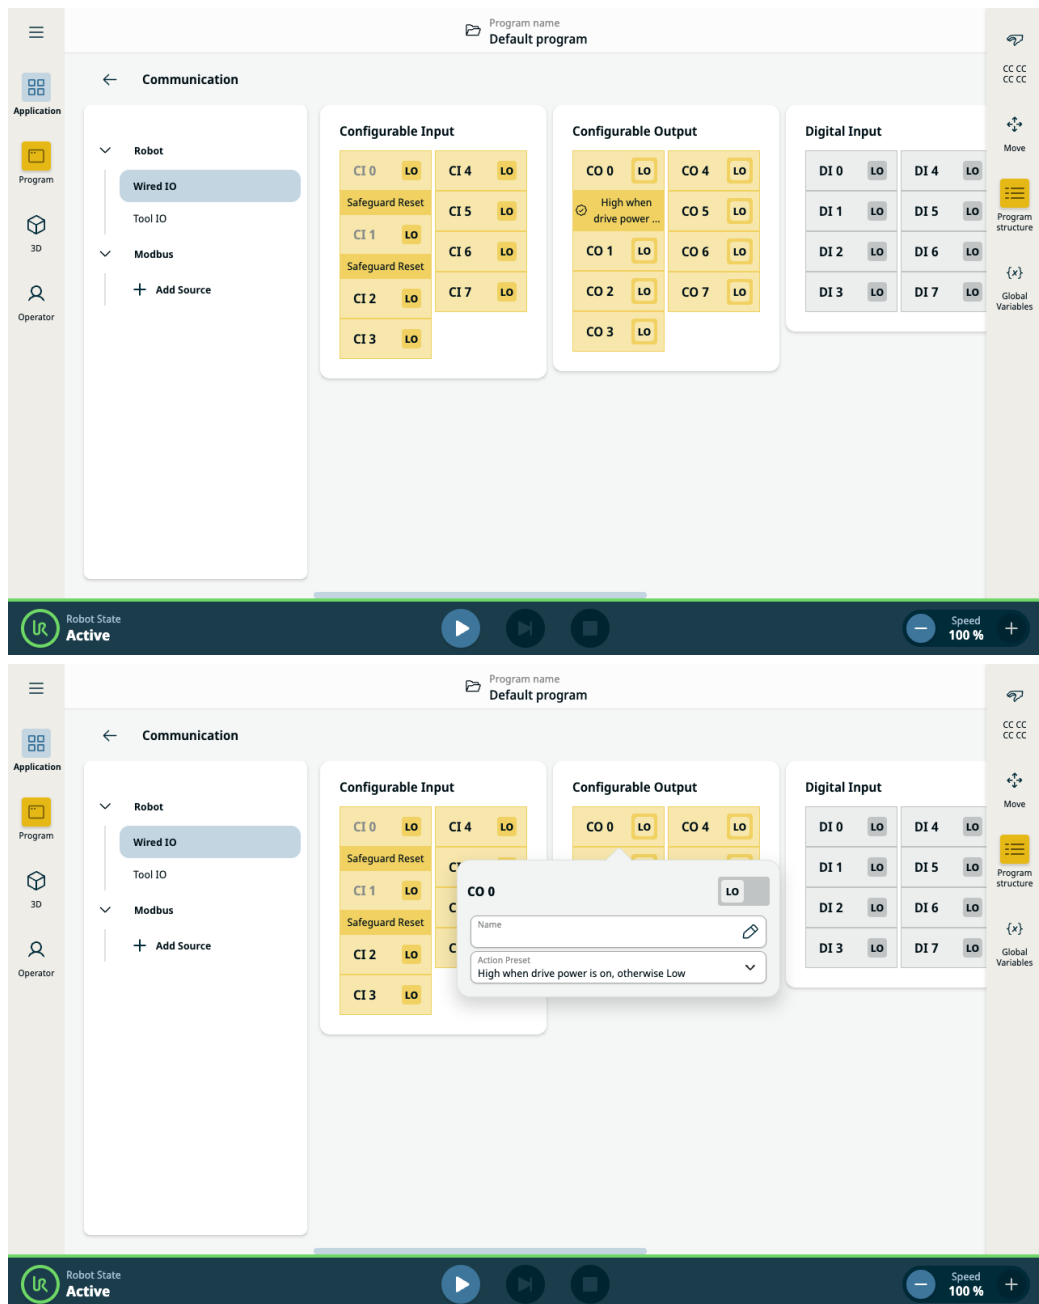 Program name
Default program
Application
Program
3D
Operator
Communication
Robot
Wired IO
Tool IO
Modbus
Add Source
Configurable Input
CI 0 LO CI 4 LO
Safeguard Reset
CI 5 LO
CI 1 LO
CI 6 LO
Safeguard Reset
CI 2 LO CI 7 LO
CI 3 LO
Configurable Output
CO 0 LO CO 4 LO
High when
drive power ...
CO 5 LO
CO 1 LO CO 6 LO
CO 2 LO CO 7 LO
CO 3 LO
Digital Input
DI 0 LO DI 4 LO
DI 1 LO DI 5 LO
DI 2 LO DI 6 LO
DI 3 LO DI 7 LO
CC CC
CC CC
Move
Program
structure
{x}
Global
Variables
UR
Robot State
Active
Speed
100 %
Program name
Default program
Application
Program
3D
Operator
Communication
Robot
Wired IO
Tool IO
Modbus
Add Source
Configurable Input
CI 0 LO CI 4 LO
Safeguard Reset
CI 1 LO
Safeguard Reset
CI 2 LO
CI 3 LO
Configurable Output
CO 0 LO CO 4 LO
CO 0 LO
Name
Action Preset
High when drive power is on, otherwise Low
Digital Input
DI 0 LO DI 4 LO
DI 1 LO DI 5 LO
DI 2 LO DI 6 LO
DI 3 LO DI 7 LO
CC CC
CC CC
Move
Program
structure
{x}
Global
Variables
UR
Robot State
Active
Speed
100 %